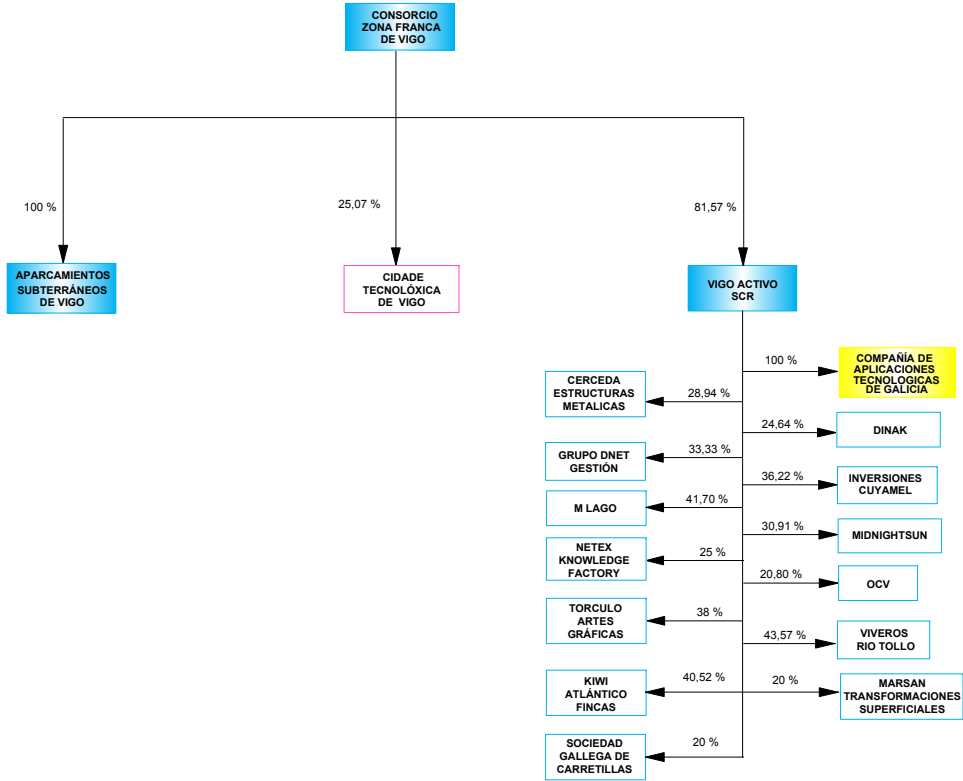 CONSORCIO
ZONA FRANCA
DE VIGO
100 %
25,07 %
81,57 %
APARCAMIENTOS
SUBTERRÁNEOS
DE VIGO
CIDADE
TECNOLÓXICA
DE VIGO
VIGO ACTIVO
SCR
100 %
COMPAÑÍA DE
APLICACIONES
TECNOLOGICAS
DE GALICIA
CERCEDA
ESTRUCTURAS
METALICAS
28,94 %
24,64 %
DINAK
GRUPO DNET
GESTIÓN
33,33 %
36,22 %
INVERSIONES
CUYAMEL
M LAGO
41,70 %
30,91 %
MIDNIGHTSUN
NETEX
KNOWLEDGE
FACTORY
25 %
20,80 %
OCV
TORCULO
ARTES
GRÁFICAS
38 %
43,57 %
VIVEROS
RIO TOLLO
KIWI
ATLÁNTICO
FINCAS
40,52 %
20 %
MARSAN
TRANSFORMACIONES
SUPERFICIALES
SOCIEDAD
GALLEGA DE
CARRETILLAS
20 %